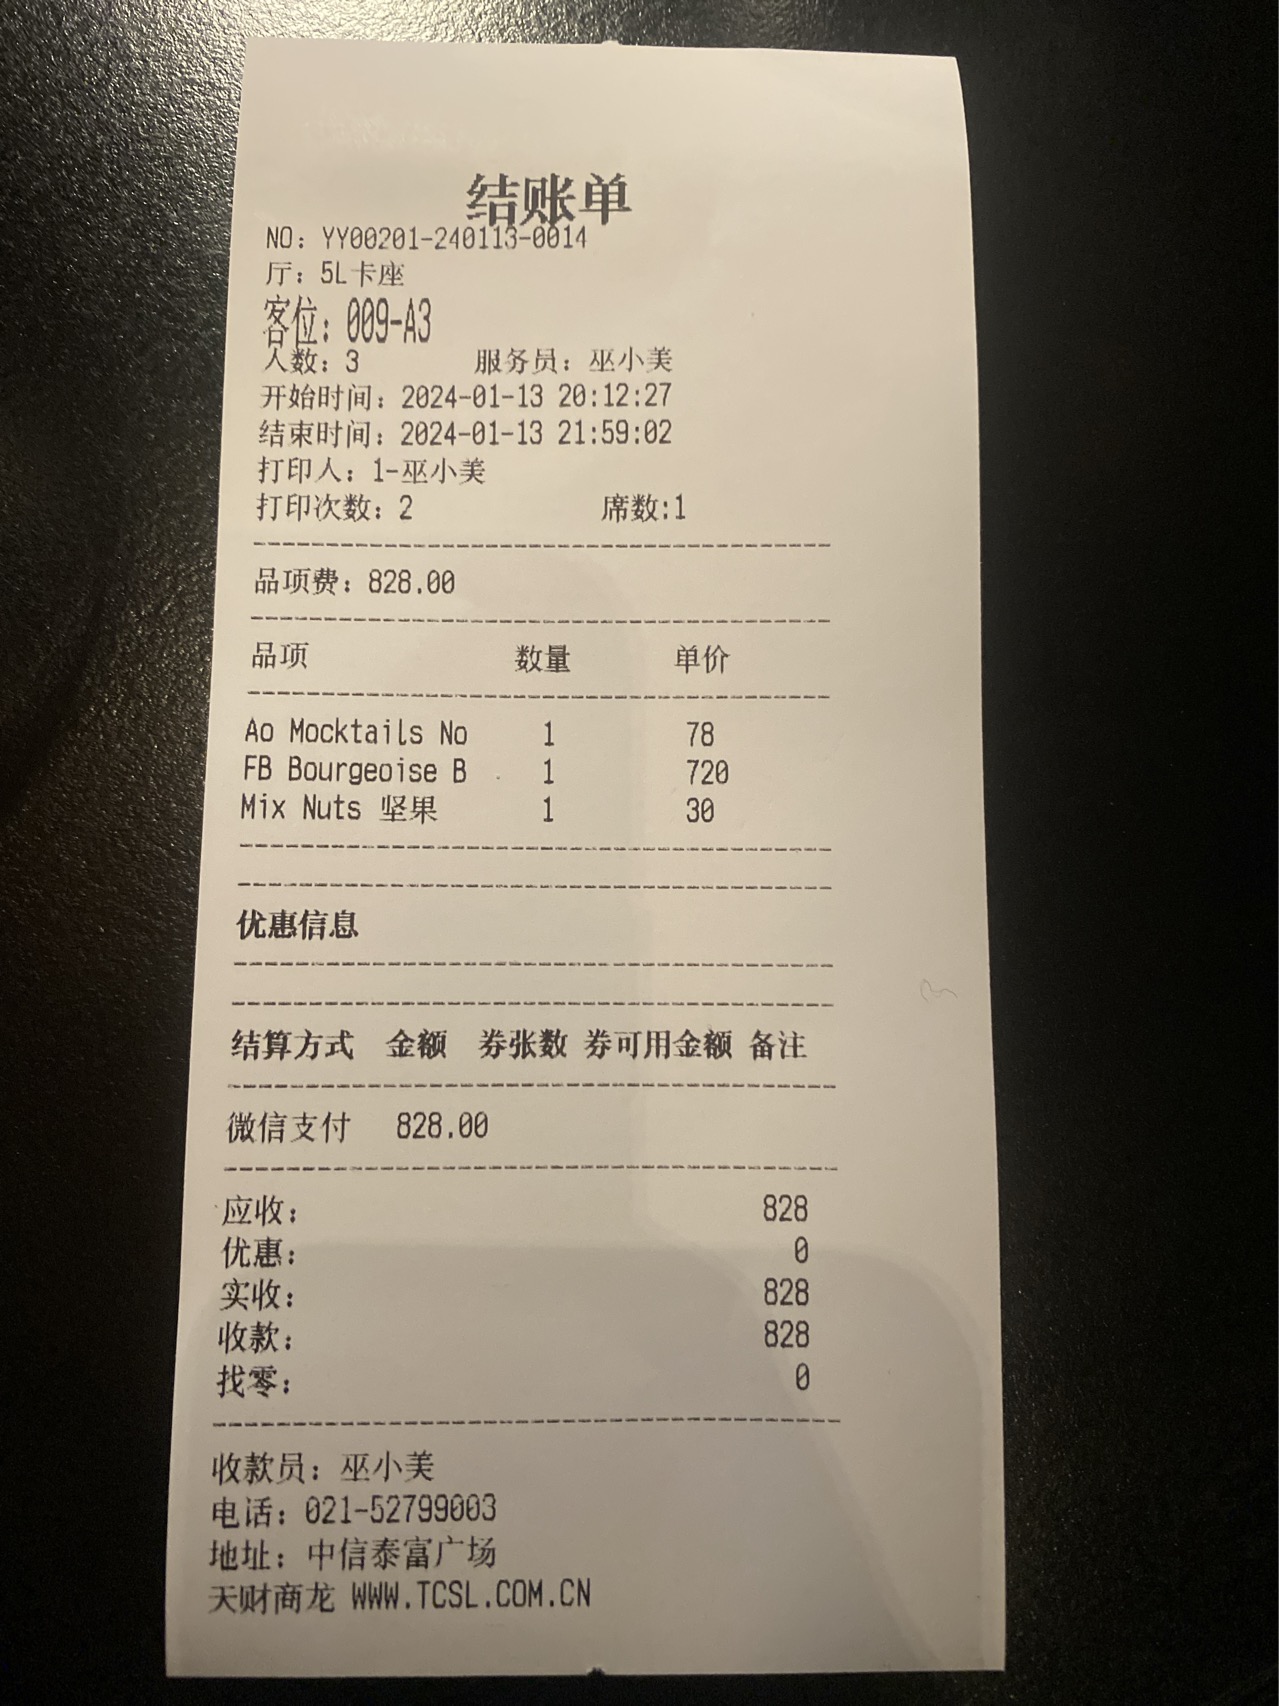 结账单
NO: YY00201-240113-0014
厅: 5L卡座
客位: 009-A3
人数: 3 服务员: 巫小美
开始时间: 2024-01-13 20:12:27
结束时间: 2024-01-13 21:59:02
打印人: 1-巫小美
打印次数: 2 席数:1
品项费: 828.00
品项 数量 单价
Ao Mocktails No 1 78
FB Bourgeoise B 1 720
Mix Nuts 坚果 1 30
优惠信息
结算方式 金额 券张数 券可用金额 备注
微信支付 828.00
应收: 828
优惠: 0
实收: 828
收款: 828
找零: 0
收款员: 巫小美
电话: 021-52799003
地址: 中信泰富广场
天财商龙 WWW.TCSL.COM.CN